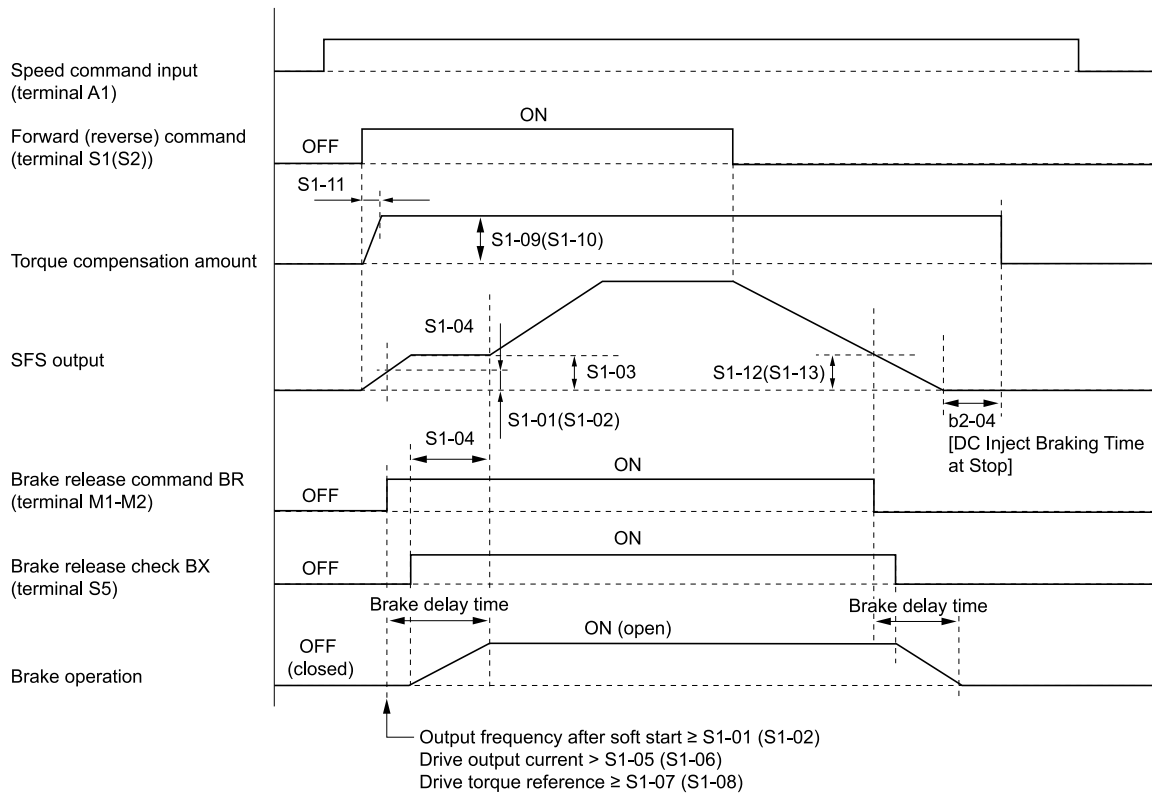 Speed command input
(terminal A1)
ON
Forward (reverse) command
(terminal S1(S2))
OFF
S1-11
S1-09(S1-10)
Torque compensation amount
S1-04
SFS output
S1-03
S1-12(S1-13)
S1-01(S1-02)
b2-04
[DC Inject Braking Time
at Stop]
S1-04
ON
Brake release command BR
(terminal M1-M2)
OFF
ON
Brake release check BX
(terminal S5)
OFF
Brake delay time
Brake delay time
ON (open)
OFF
(closed)
Brake operation
Output frequency after soft start ≥ S1-01 (S1-02)
Drive output current > S1-05 (S1-06)
Drive torque reference ≥ S1-07 (S1-08)